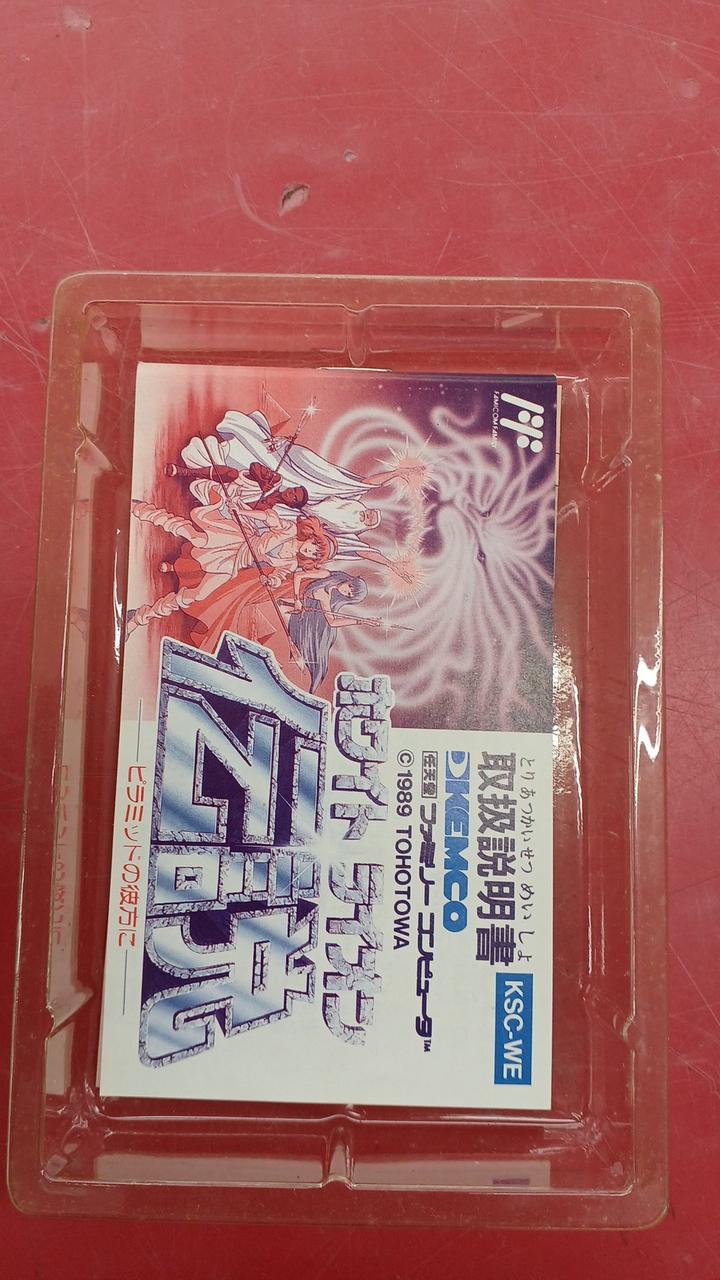 FAMICOM FAMILY
とりあつかいせつめいしょ
取扱説明書
KSC-WE
KEMCO
任天堂 ファミリーコンピュータ™
© 1989 TOHOTOWA
ホワイトライオン
伝説
ピラミッドの彼方に